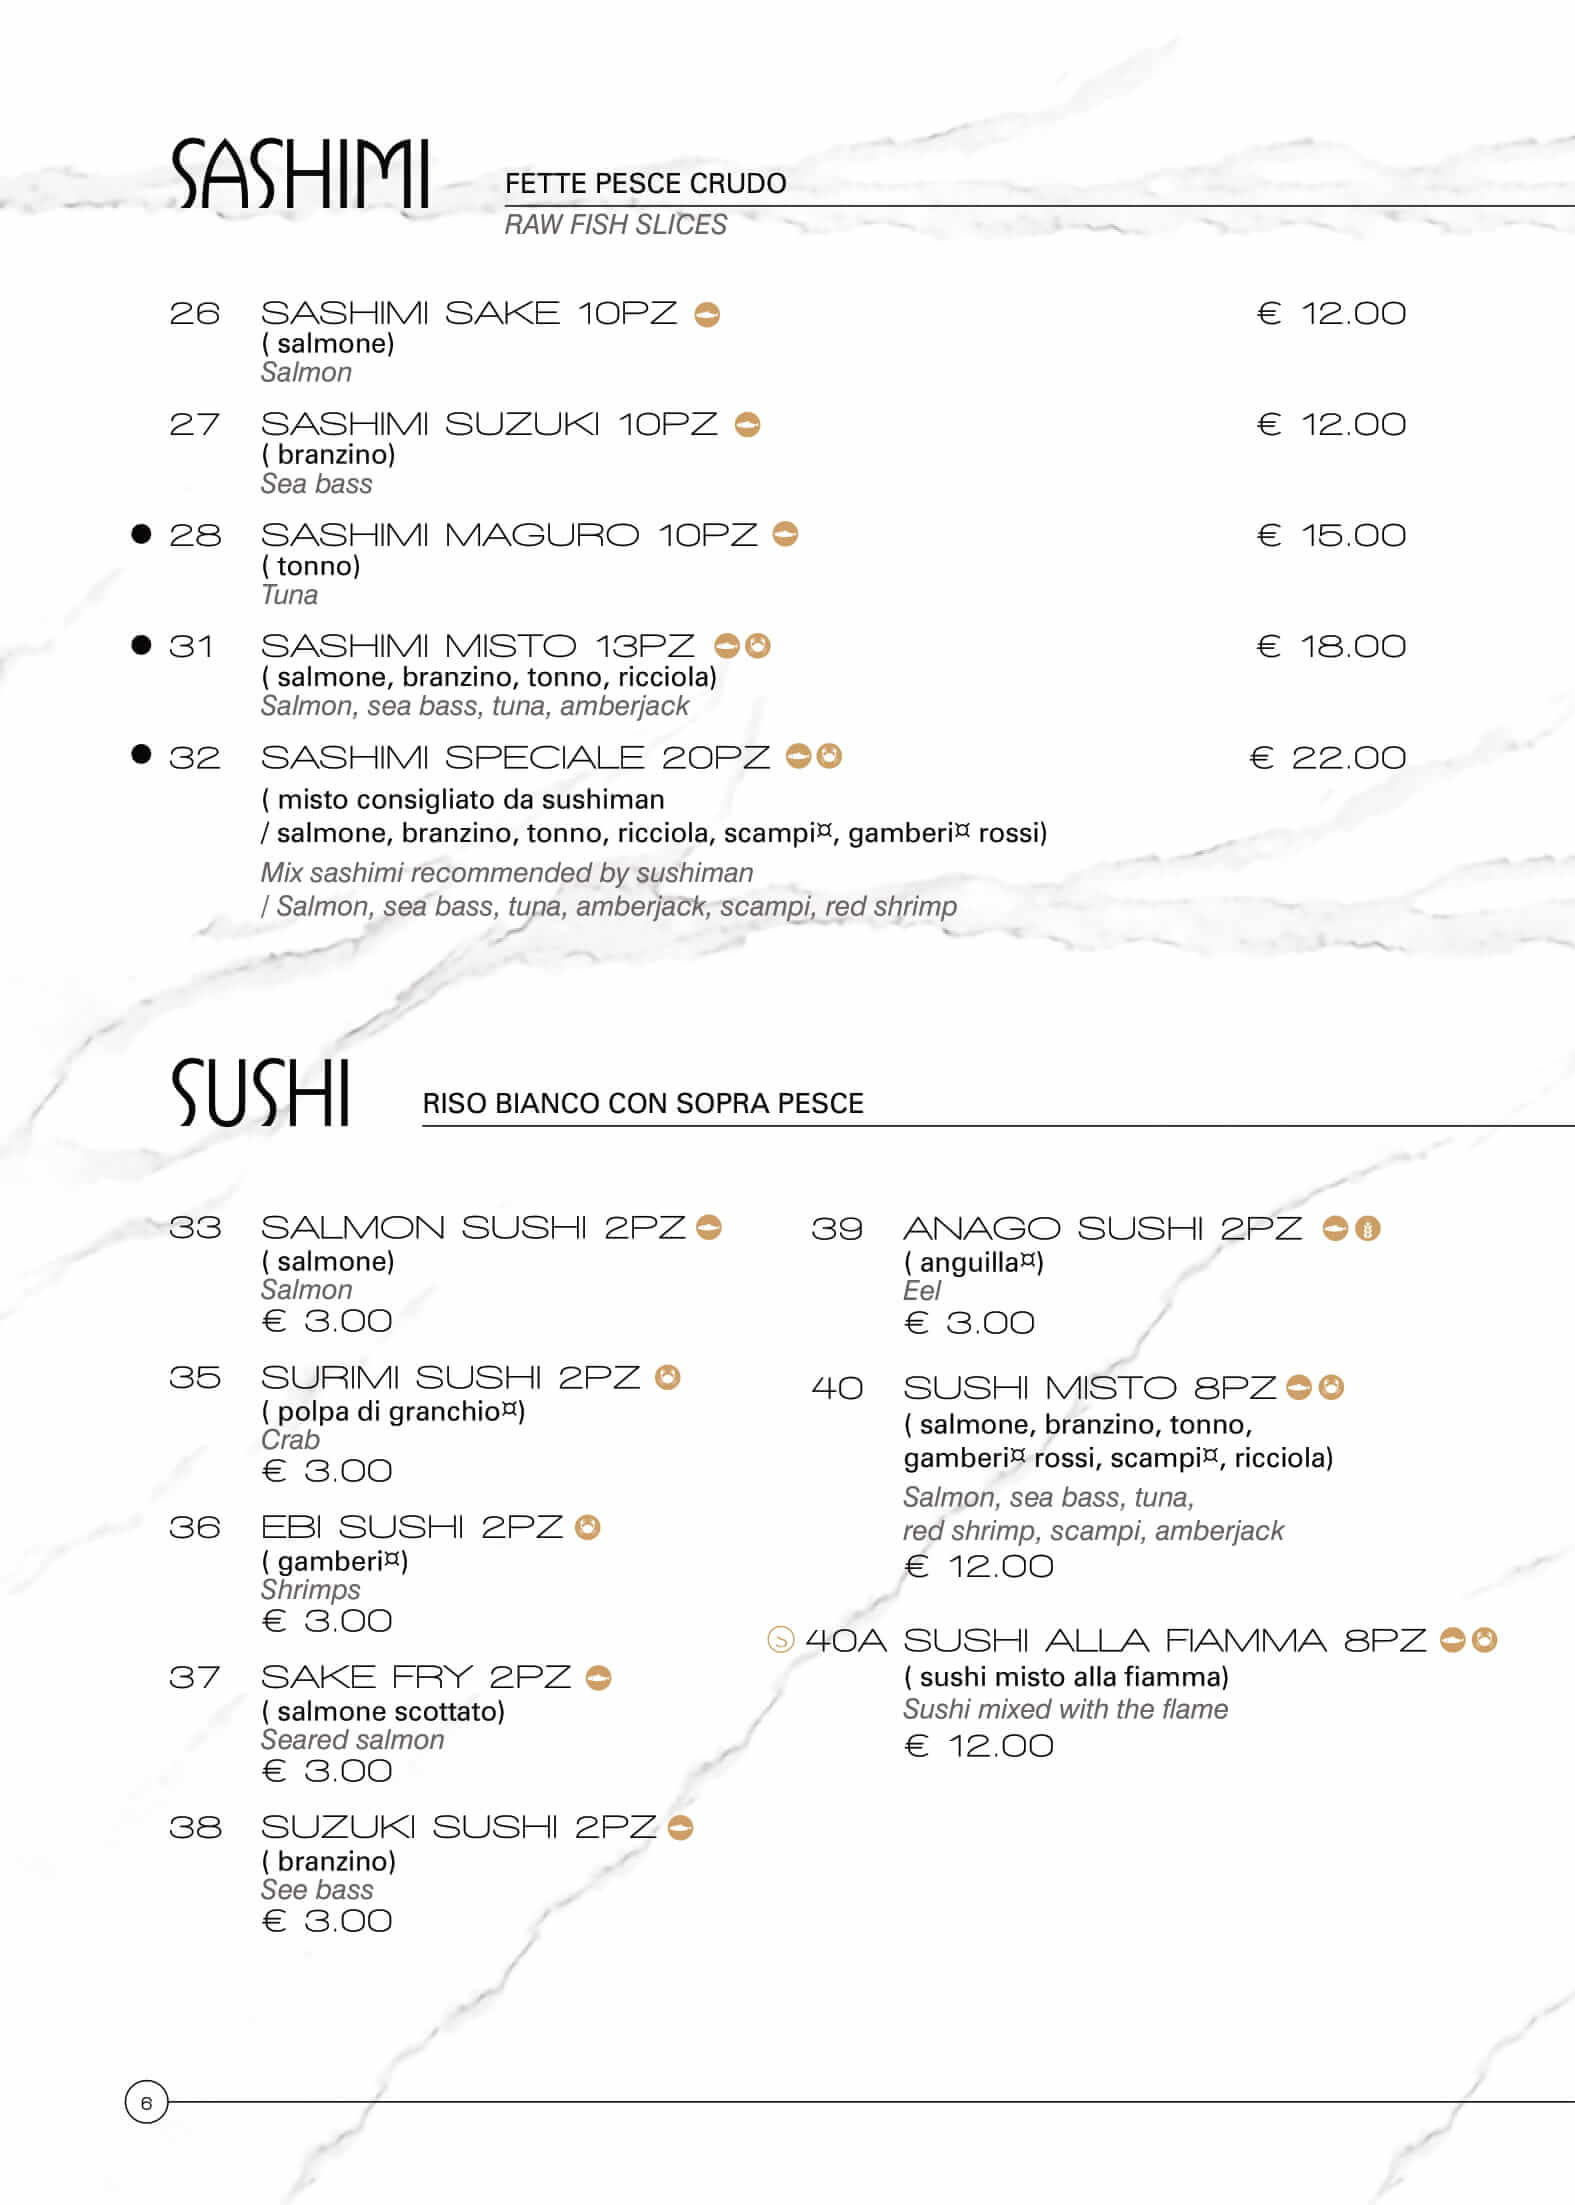 SASHIMI
FETTE PESCE CRUDO
RAW FISH SLICES
26 SASHIMI SAKE 10PZ € 12.00
( salmone)
Salmon
27 SASHIMI SUZUKI 10PZ € 12.00
( branzino)
Sea bass
● 28 SASHIMI MAGURO 10PZ € 15.00
( tonno)
Tuna
● 31 SASHIMI MISTO 13PZ € 18.00
( salmone, branzino, tonno, ricciola)
Salmon, sea bass, tuna, amberjack
● 32 SASHIMI SPECIALE 20PZ € 22.00
( misto consigliato da sushiman
/ salmone, branzino, tonno, ricciola, scampi¤, gamberi¤ rossi)
Mix sashimi recommended by sushiman
/ Salmon, sea bass, tuna, amberjack, scampi, red shrimp
SUSHI
RISO BIANCO CON SOPRA PESCE
33 SALMON SUSHI 2PZ
( salmone)
Salmon
€ 3.00
35 SURIMI SUSHI 2PZ
( polpa di granchio¤)
Crab
€ 3.00
36 EBI SUSHI 2PZ
( gamberi¤)
Shrimps
€ 3.00
37 SAKE FRY 2PZ
( salmone scottato)
Seared salmon
€ 3.00
38 SUZUKI SUSHI 2PZ
( branzino)
See bass
€ 3.00
39 ANAGO SUSHI 2PZ
( anguilla¤)
Eel
€ 3.00
40 SUSHI MISTO 8PZ
( salmone, branzino, tonno,
gamberi¤ rossi, scampi¤, ricciola)
Salmon, sea bass, tuna,
red shrimp, scampi, amberjack
€ 12.00
S 40A SUSHI ALLA FIAMMA 8PZ
( sushi misto alla fiamma)
Sushi mixed with the flame
€ 12.00
6